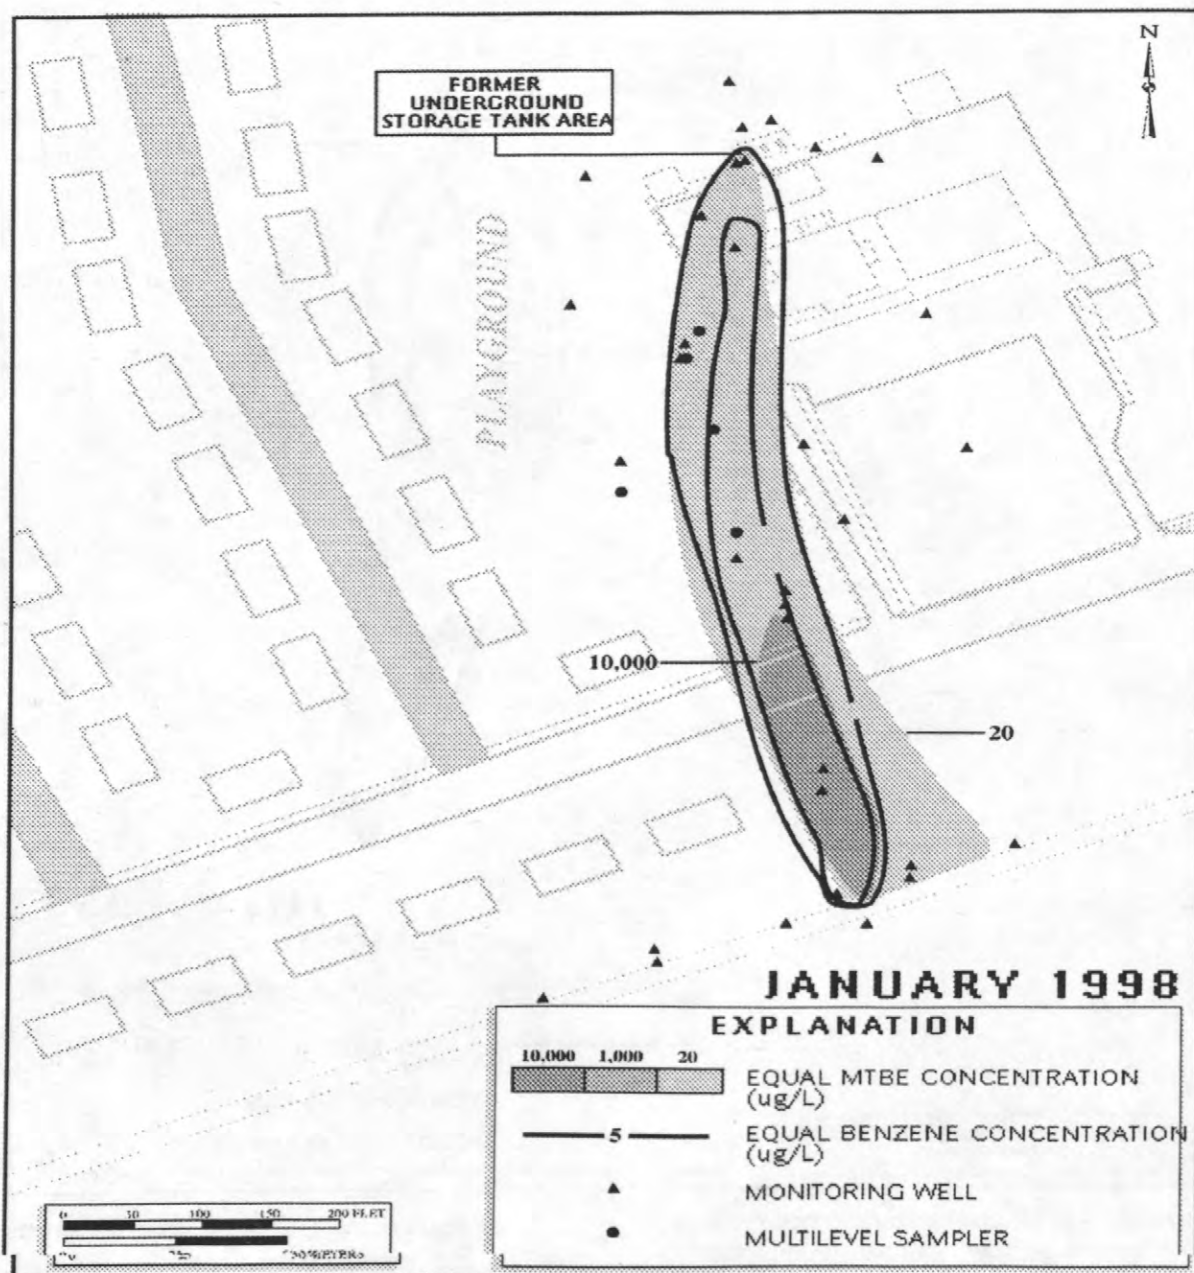 N
FORMER
UNDERGROUND
STORAGE TANK AREA
PLAYGROUND
10,000
20
JANUARY 1998
EXPLANATION
10,000 1,000 20
EQUAL MTBE CONCENTRATION
(ug/L)
5
EQUAL BENZENE CONCENTRATION
(ug/L)
MONITORING WELL
MULTILEVEL SAMPLER
0 50 100 150 200